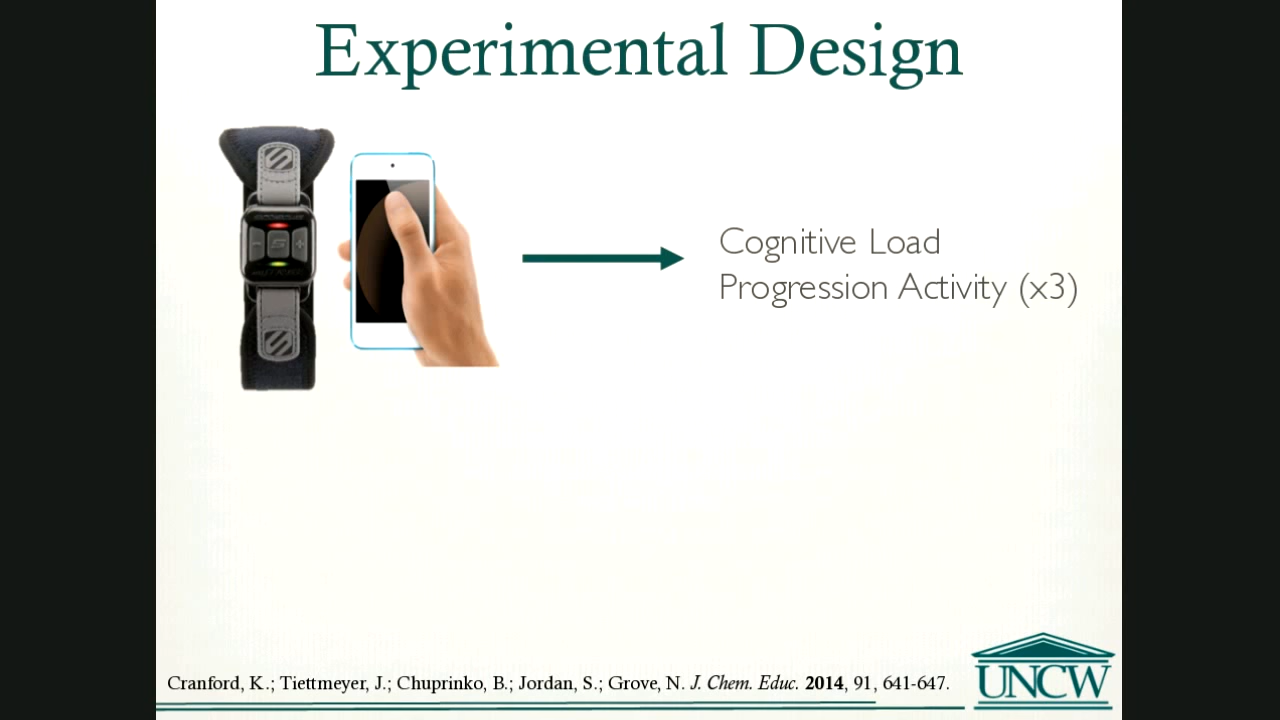 Experimental Design
Cognitive Load
Progression Activity (x3)
Cranford, K.; Tiettmeyer, J.; Chuprinko, B.; Jordan, S.; Grove, N. J. Chem. Educ. 2014, 91, 641-647.
UNCW